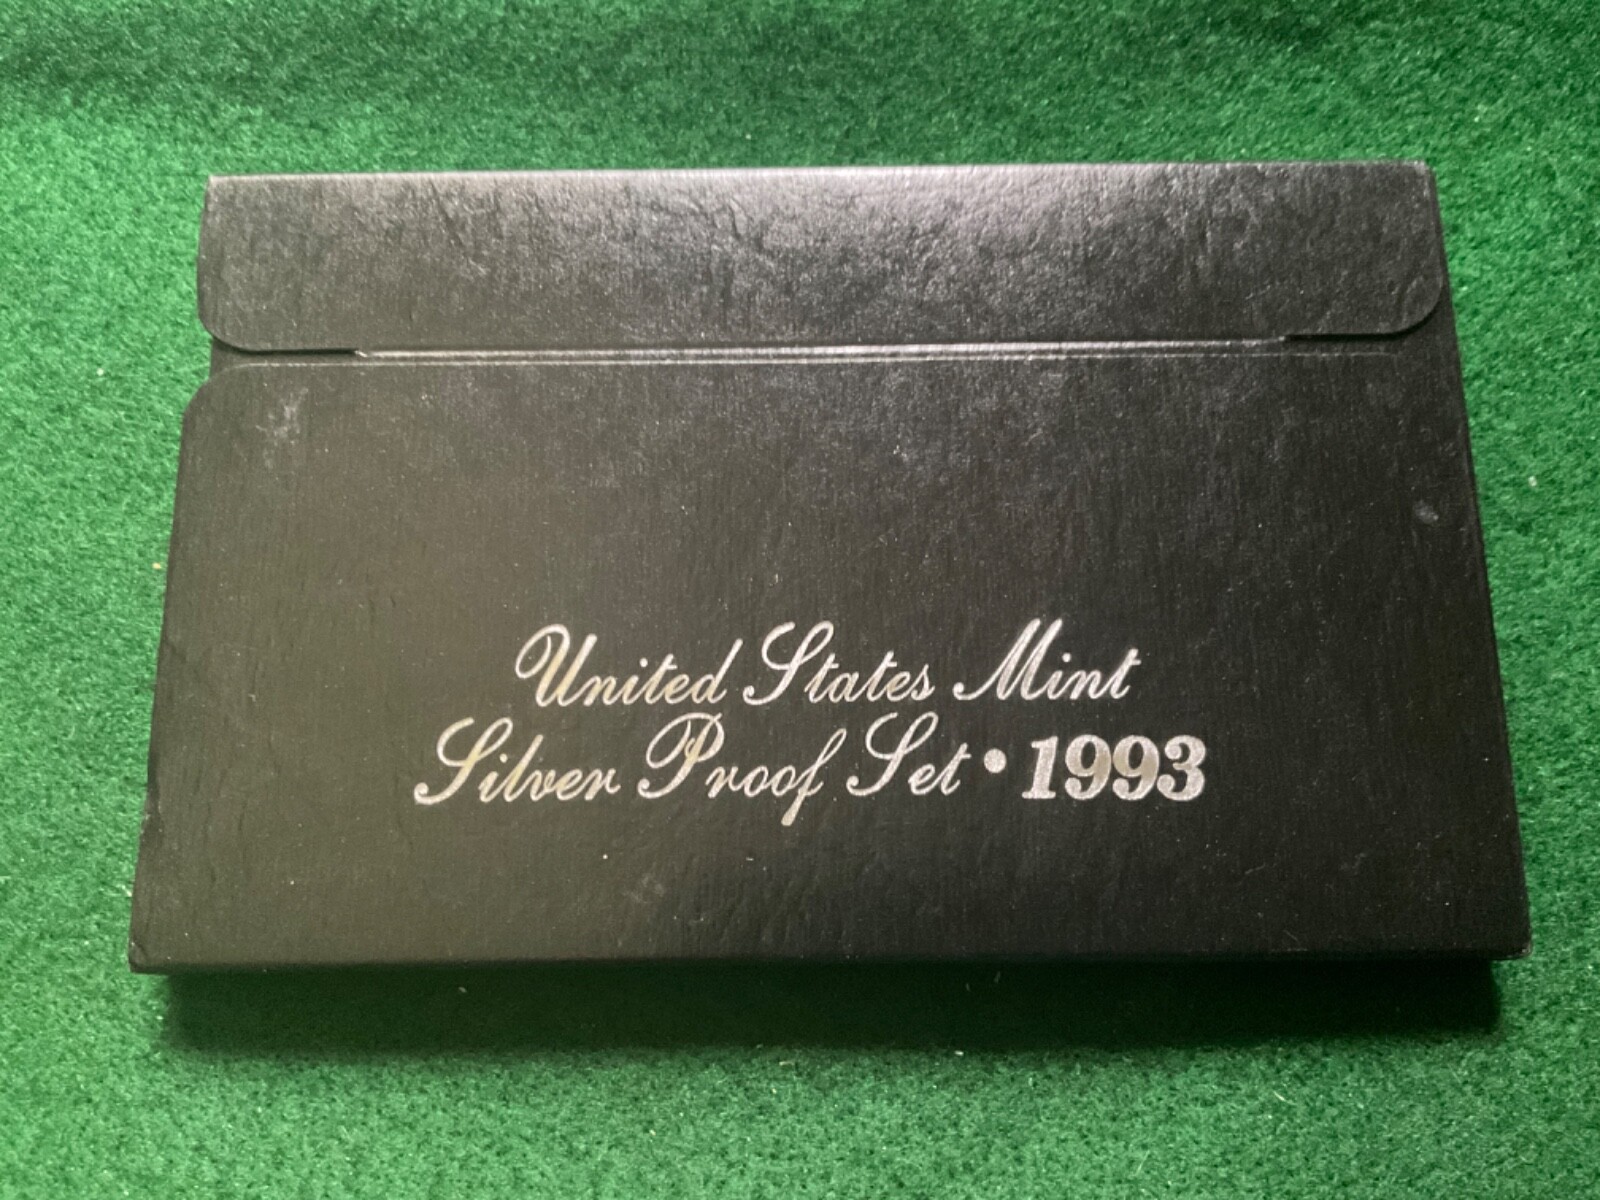 United States Mint
Silver Proof Set • 1993